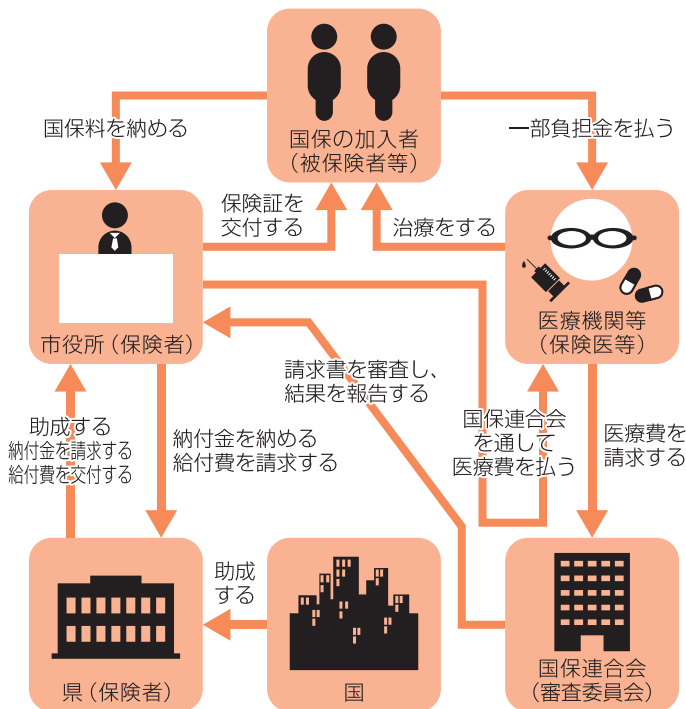 国保の加入者
（被保険者等）
国保料を納める
一部負担金を払う
保険証を
交付する
治療をする
市役所（保険者）
医療機関等
（保険医等）
請求書を審査し、
結果を報告する
助成する
納付金を請求する
給付費を交付する
納付金を納める
給付費を請求する
国保連合会
を通して
医療費を払う
医療費を
請求する
助成
する
県（保険者）
国
国保連合会
（審査委員会）